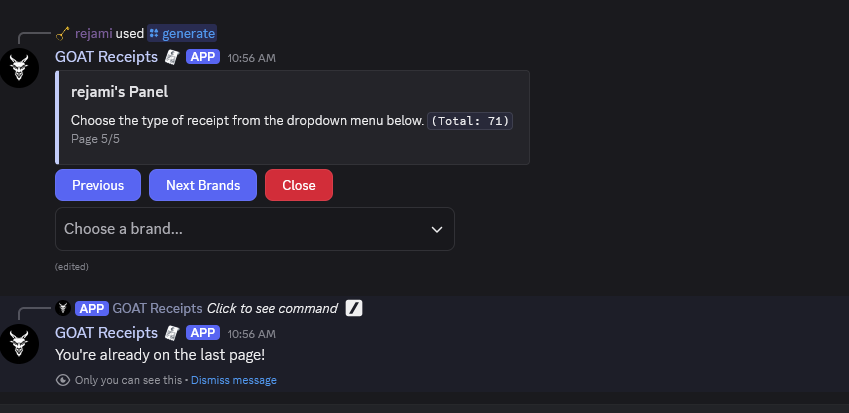 rejami used generate
GOAT Receipts APP 10:56 AM
rejami's Panel
Choose the type of receipt from the dropdown menu below. (Total: 71)
Page 5/5
Previous Next Brands Close
Choose a brand...
(edited)
APP GOAT Receipts Click to see command
GOAT Receipts APP 10:56 AM
You're already on the last page!
Only you can see this • Dismiss message